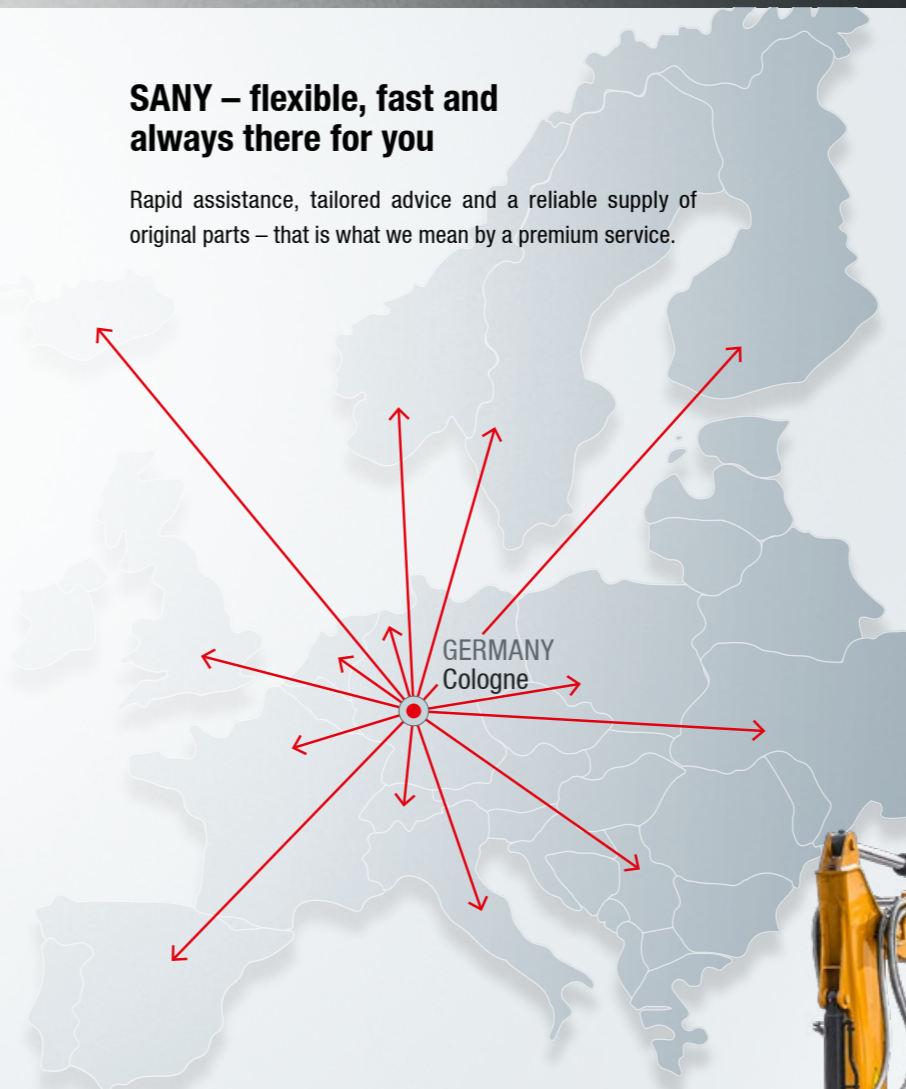 SANY – flexible, fast and
always there for you
Rapid assistance, tailored advice and a reliable supply of
original parts – that is what we mean by a premium service.
GERMANY
Cologne